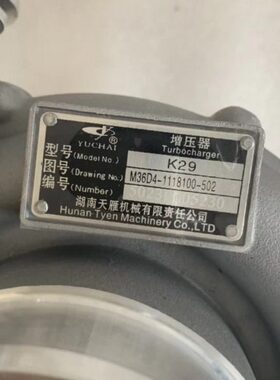 YUCHAI ® 增压器
Turbocharger
型号(Model No.) K29
图号(Drawing No.) M36D4-1118100-502
编号(Number)
湖南天雁机械有限责任公司
Hunan Tyen Machinery Co.,LTD